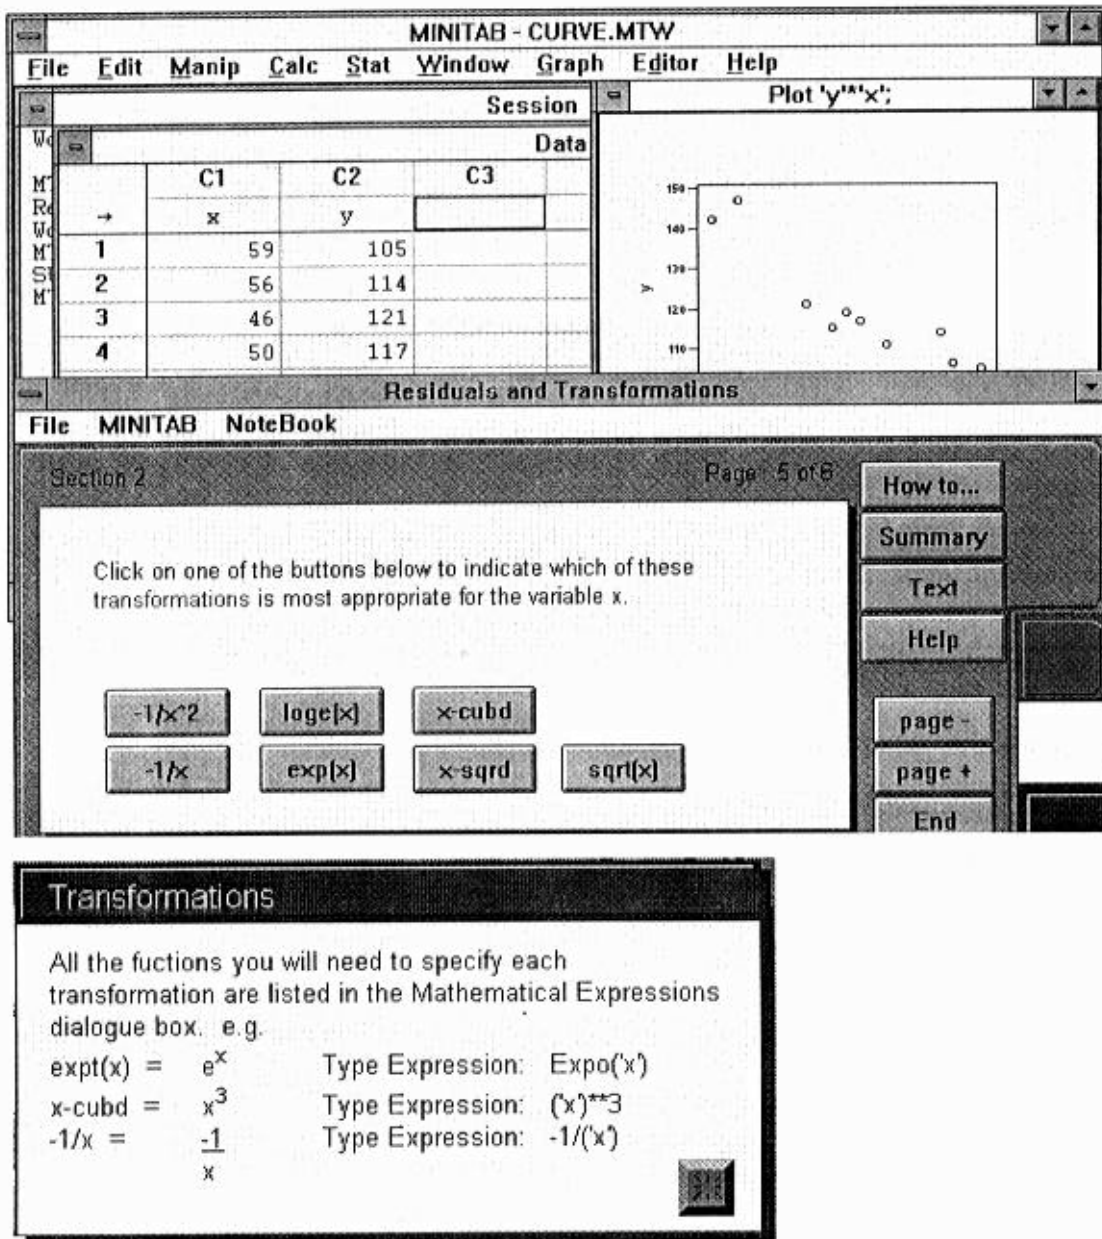 MINITAB - CURVE.MTW
File Edit Manip Calc Stat Window Graph Editor Help
Session
Plot 'y'*'x';
Data
C1 C2 C3
→ x y
1 59 105
2 56 114
3 46 121
4 50 117
150
140
130
120
110
y
Residuals and Transformations
File MINITAB NoteBook
Section 2
Page 5 of 6
How to...
Summary
Text
Help
Click on one of the buttons below to indicate which of these
transformations is most appropriate for the variable x.
-1/x^2 loge(x) x-cubd
-1/x exp(x) x-sqrd sqrt(x)
page -
page +
End
Transformations
All the fuctions you will need to specify each
transformation are listed in the Mathematical Expressions
dialogue box. e.g.
expt(x) = e^x Type Expression: Expo('x')
x-cubd = x^3 Type Expression: ('x')**3
-1/x = -1 Type Expression: -1/('x')
x